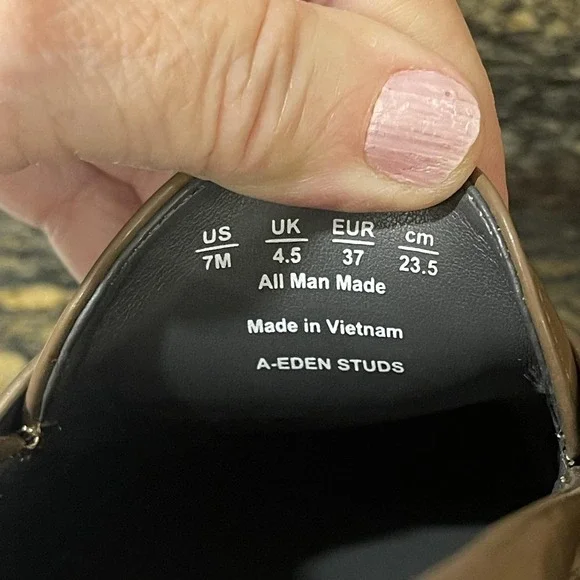 US UK EUR cm
7M 4.5 37 23.5
All Man Made
Made in Vietnam
A-EDEN STUDS